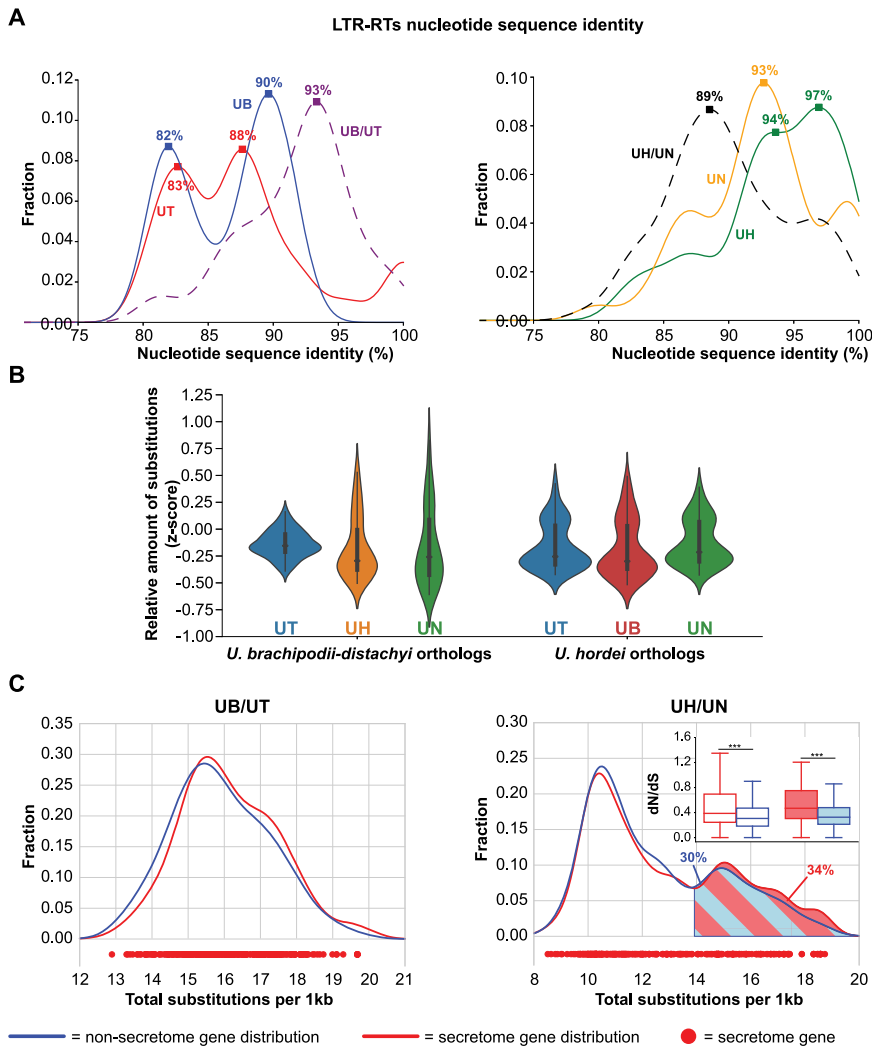 A
LTR-RTs nucleotide sequence identity
0.12
0.10
0.08
0.06
0.04
0.02
0.00
Fraction
82%
UB
90%
93%
UB/UT
88%
83%
UT
75
80
85
90
95
100
Nucleotide sequence identity (%)
0.10
0.08
0.06
0.04
0.02
0.00
Fraction
89%
93%
97%
94%
UH/UN
UN
UH
75
80
85
90
95
100
Nucleotide sequence identity (%)
B
Relative amount of substitutions
(z-score)
1.25
1.00
0.75
0.50
0.25
-0.00
-0.25
-0.50
-0.75
-1.00
UT
UH
UN
UT
UB
UN
U. brachipodii-distachyi orthologs
U. hordei orthologs
C
UB/UT
0.35
0.30
0.25
0.20
0.15
0.10
0.05
0.00
Fraction
12
13
14
15
16
17
18
19
20
21
Total substitutions per 1kb
UH/UN
0.30
0.25
0.20
0.15
0.10
0.05
0.00
Fraction
1.6
1.2
0.8
0.4
0.0
dN/dS
***
***
30%
34%
8
10
12
14
16
18
20
Total substitutions per 1kb
= non-secretome gene distribution
= secretome gene distribution
= secretome gene